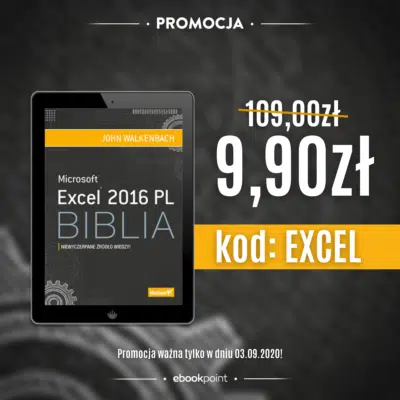 PROMOCJA
109,00zł
9,90zł
kod: EXCEL
JOHN WALKENBACH
Microsoft
Excel 2016 PL
BIBLIA
NIEWYCZERPANE ŹRÓDŁO WIEDZY!
Helion
Promocja ważna tylko w dniu 03.09.2020!
ebookpoint